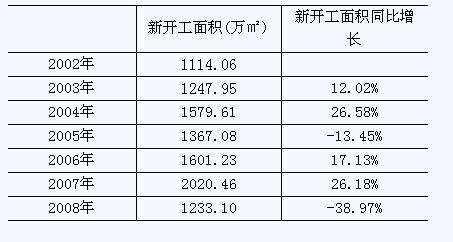 新开工面积(万㎡) 新开工面积同比增
长
2002年 1114.06
2003年 1247.95 12.02%
2004年 1579.61 26.58%
2005年 1367.08 -13.45%
2006年 1601.23 17.13%
2007年 2020.46 26.18%
2008年 1233.10 -38.97%